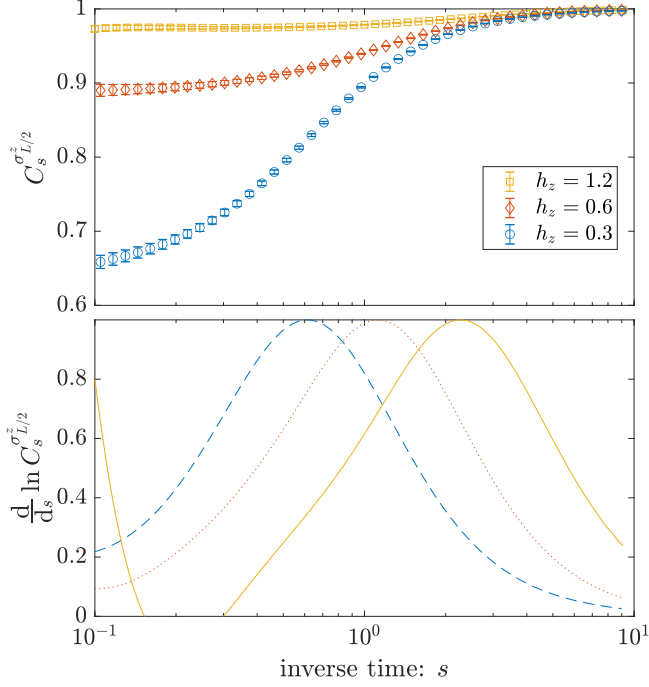 1
0.9
0.8
0.7
0.6
C_s^{σ^z_{L/2}}
h_z = 1.2
h_z = 0.6
h_z = 0.3
0.8
0.6
0.4
0.2
0
d/ds ln C_s^{σ^z_{L/2}}
10^{-1} 10^0 10^1
inverse time: s